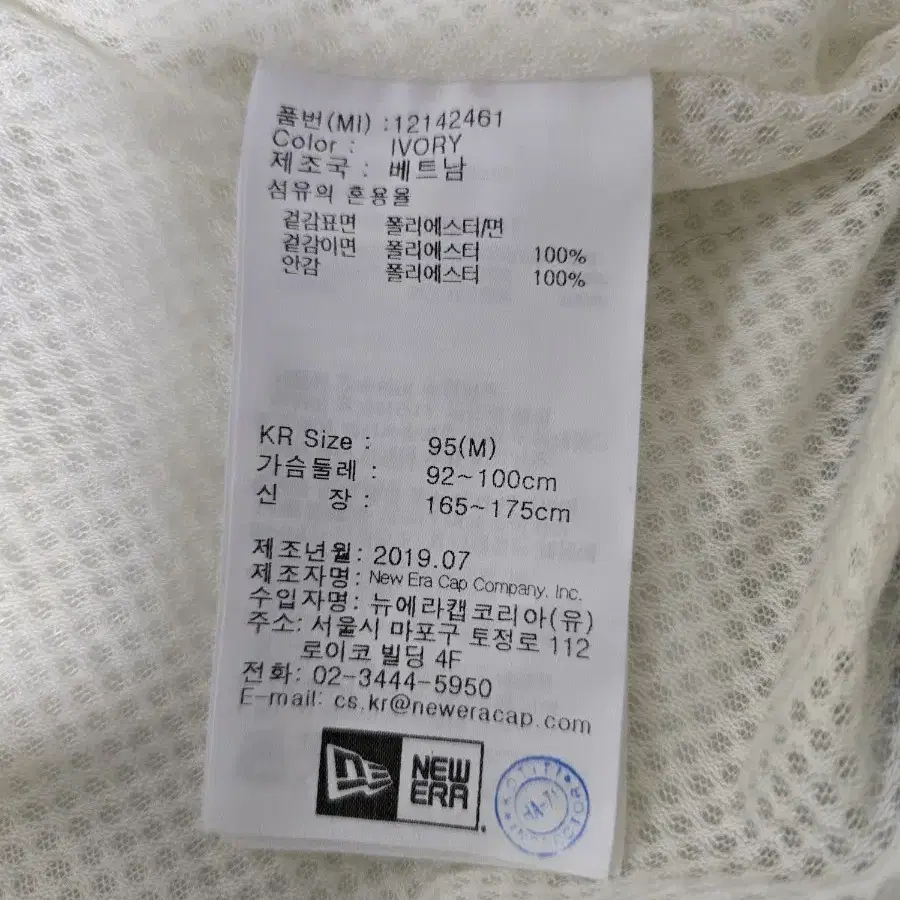 품번(MI) :12142461
Color : IVORY
제조국 : 베트남
섬유의 혼용율
겉감표면 폴리에스터/면
겉감이면 폴리에스터 100%
안감 폴리에스터 100%
KR Size : 95(M)
가슴둘레 : 92~100cm
신 장 : 165~175cm
제조년월: 2019.07
제조자명: New Era Cap Company, Inc.
수입자명: 뉴에라캡코리아(유)
주소: 서울시 마포구 토정로 112
로이코 빌딩 4F
전화: 02-3444-5950
E-mail: cs.kr@neweracap.com
NEW
ERA
KOTITI